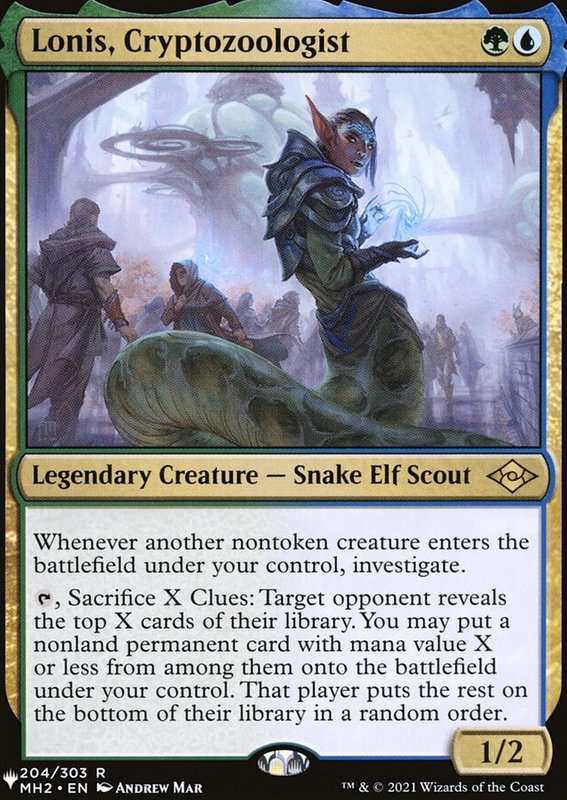 Lonis, Cryptozoologist
Legendary Creature — Snake Elf Scout
Whenever another nontoken creature enters the
battlefield under your control, investigate.
, Sacrifice X Clues: Target opponent reveals
the top X cards of their library. You may put a
nonland permanent card with mana value X
or less from among them onto the battlefield
under your control. That player puts the rest on
the bottom of their library in a random order.
1/2
204/303 R
MH2 • EN Andrew Mar
™ & © 2021 Wizards of the Coast